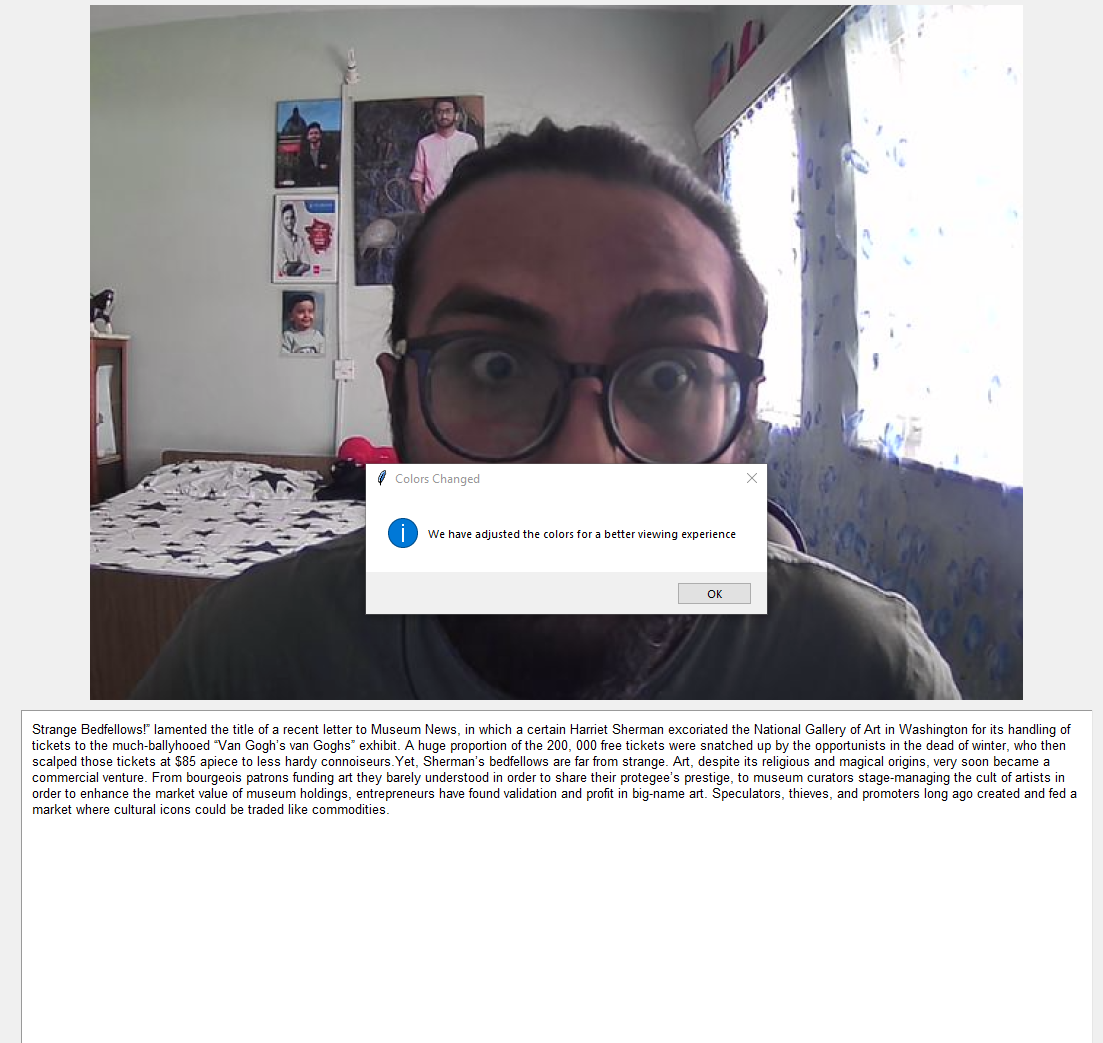 Colors Changed
We have adjusted the colors for a better viewing experience
OK
Strange Bedfellows!” lamented the title of a recent letter to Museum News, in which a certain Harriet Sherman excoriated the National Gallery of Art in Washington for its handling of
tickets to the much-ballyhooed “Van Gogh’s van Goghs” exhibit. A huge proportion of the 200, 000 free tickets were snatched up by the opportunists in the dead of winter, who then
scalped those tickets at $85 apiece to less hardy connoiseurs.Yet, Sherman’s bedfellows are far from strange. Art, despite its religious and magical origins, very soon became a
commercial venture. From bourgeois patrons funding art they barely understood in order to share their protegee’s prestige, to museum curators stage-managing the cult of artists in
order to enhance the market value of museum holdings, entrepreneurs have found validation and profit in big-name art. Speculators, thieves, and promoters long ago created and fed a
market where cultural icons could be traded like commodities.